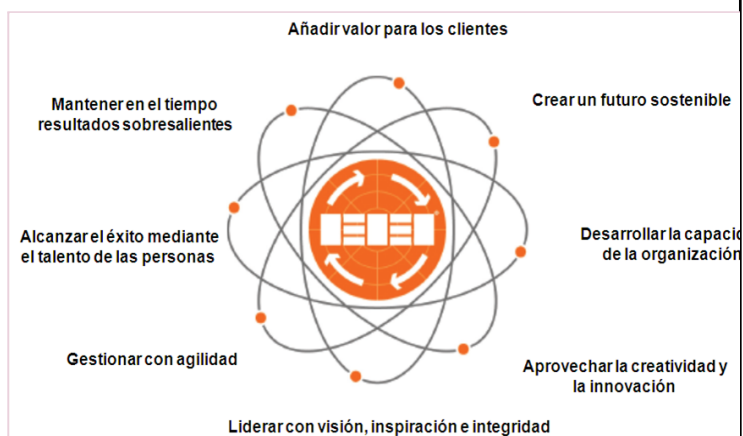 Añadir valor para los clientes
Mantener en el tiempo
resultados sobresalientes
Crear un futuro sostenible
Alcanzar el éxito mediante
el talento de las personas
Desarrollar la capacid
de la organización
Gestionar con agilidad
Aprovechar la creatividad y
la innovación
Liderar con visión, inspiración e integridad